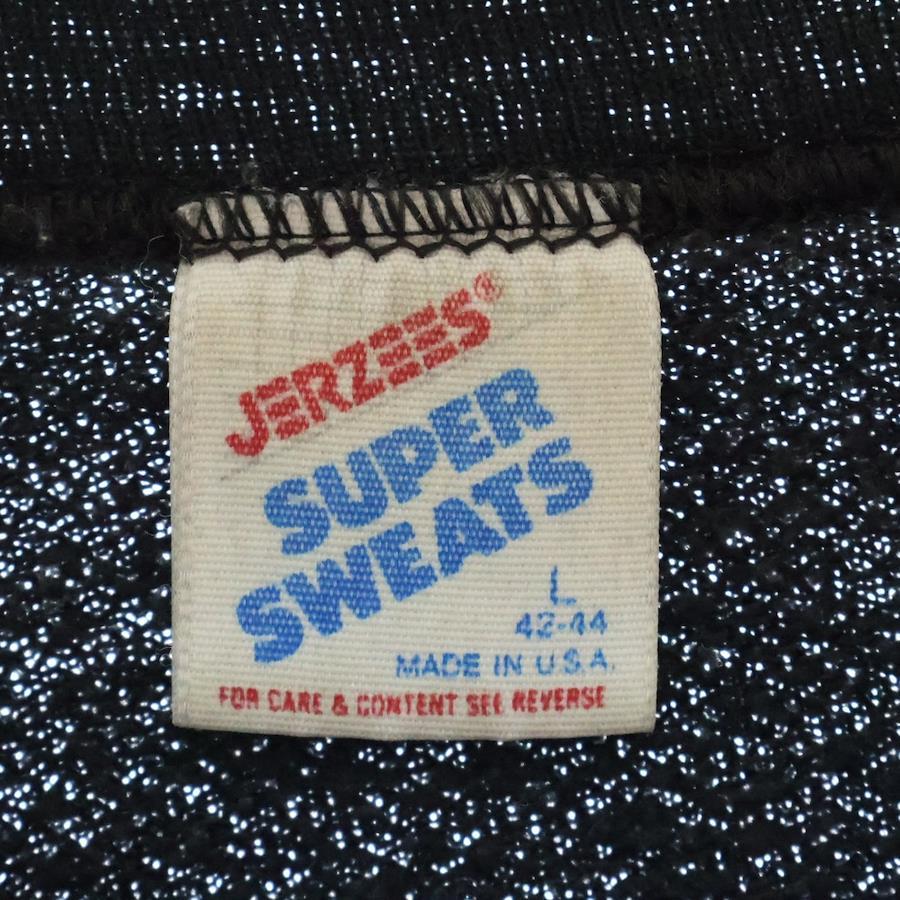 JERZEES®
SUPER
SWEATS
L
42-44
MADE IN U.S.A.
FOR CARE & CONTENT SEE REVERSE